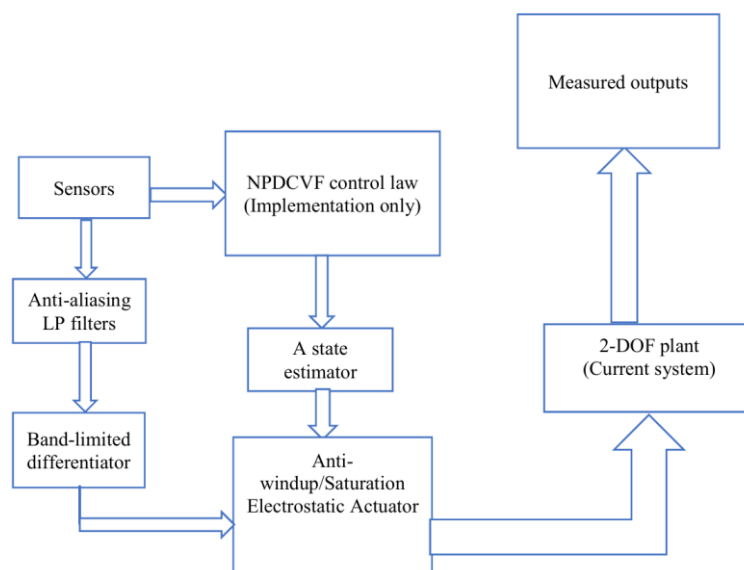 Measured outputs
Sensors
NPDCVF control law
(Implementation only)
Anti-aliasing
LP filters
A state
estimator
2-DOF plant
(Current system)
Band-limited
differentiator
Anti-
windup/Saturation
Electrostatic Actuator